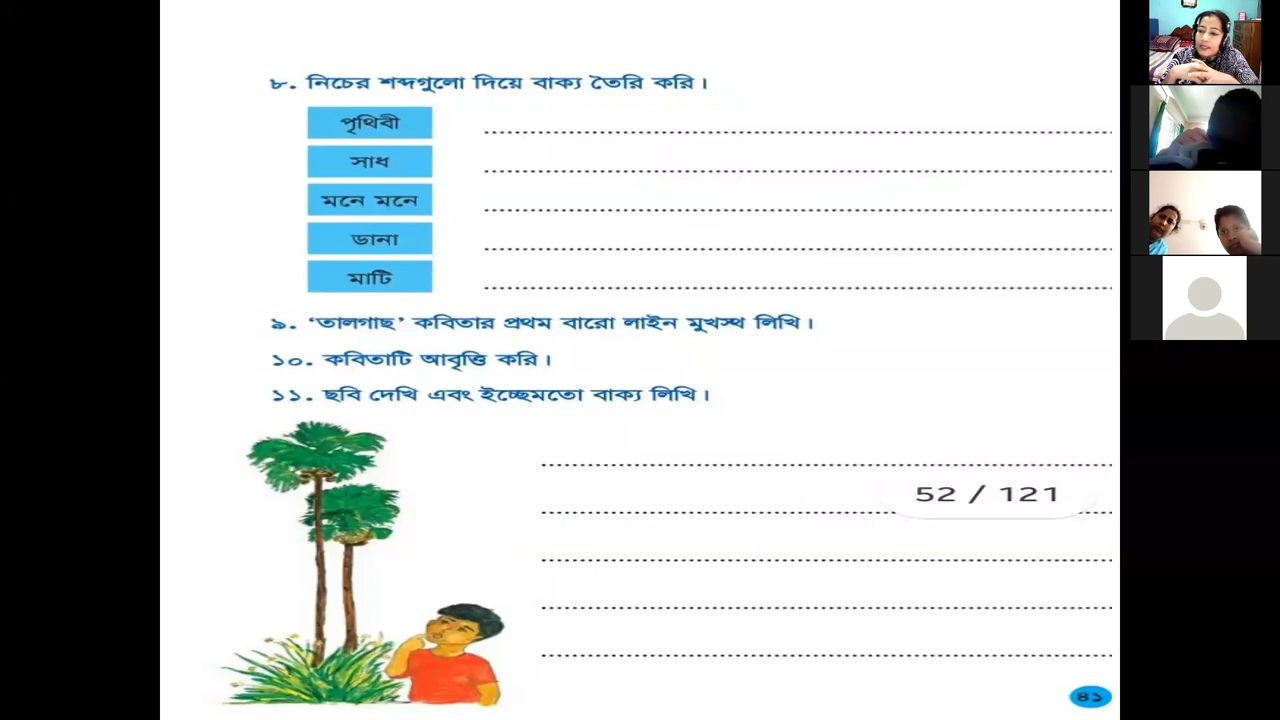 ৮. নিচের শব্দগুলো দিয়ে বাক্য তৈরি করি।
পৃথিবী
সাধ
মনে মনে
ডানা
মাটি
৯. ‘তালগাছ’ কবিতার প্রথম বারো লাইন মুখস্থ লিখি।
১০. কবিতাটি আবৃত্তি করি।
১১. ছবি দেখি এবং ইচ্ছেমতো বাক্য লিখি।
52 / 121
৪১